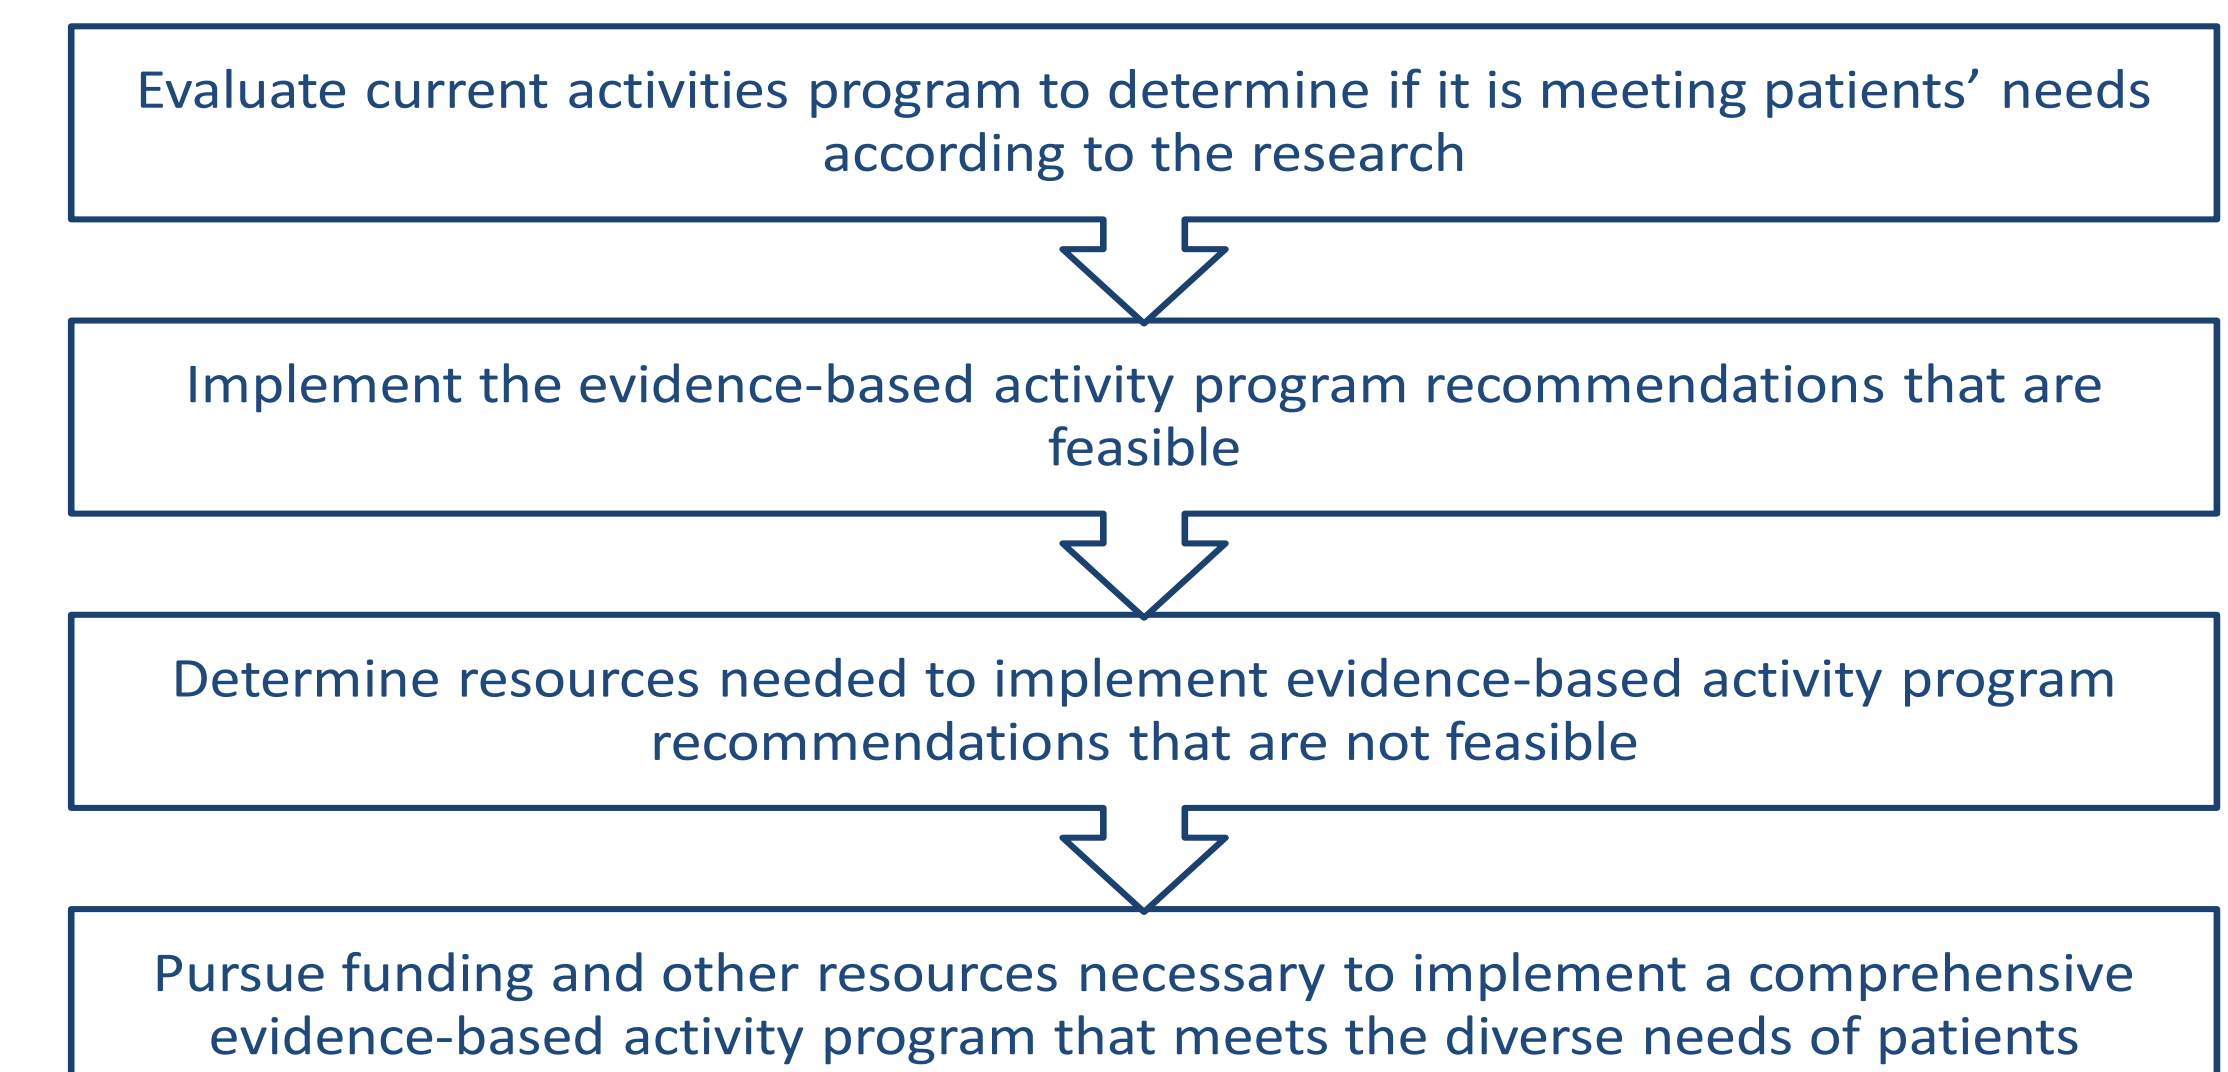 Evaluate current activities program to determine if it is meeting patients’ needs
according to the research
Implement the evidence-based activity program recommendations that are
feasible
Determine resources needed to implement evidence-based activity program
recommendations that are not feasible
Pursue funding and other resources necessary to implement a comprehensive
evidence-based activity program that meets the diverse needs of patients